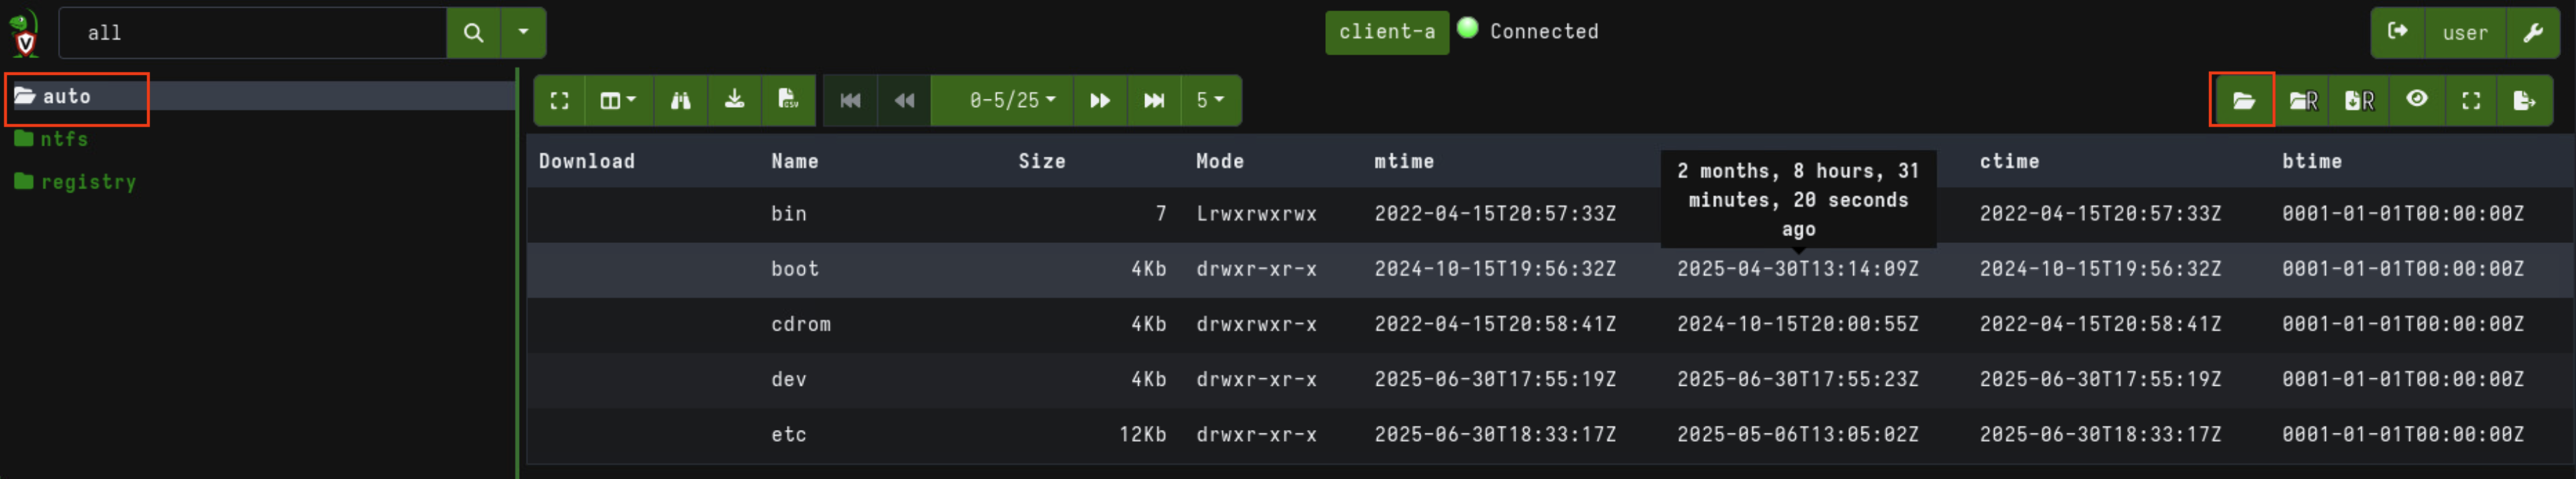 all
client-a Connected
user
auto
ntfs
registry
CSV
0-5/25
5
R
R
Download Name Size Mode mtime ctime btime
2 months, 8 hours, 31
minutes, 20 seconds
ago
bin 7 Lrwxrwxrwx 2022-04-15T20:57:33Z 2022-04-15T20:57:33Z 0001-01-01T00:00:00Z
boot 4Kb drwxr-xr-x 2024-10-15T19:56:32Z 2025-04-30T13:14:09Z 2024-10-15T19:56:32Z 0001-01-01T00:00:00Z
cdrom 4Kb drwxrwxr-x 2022-04-15T20:58:41Z 2024-10-15T20:00:55Z 2022-04-15T20:58:41Z 0001-01-01T00:00:00Z
dev 4Kb drwxr-xr-x 2025-06-30T17:55:19Z 2025-06-30T17:55:23Z 2025-06-30T17:55:19Z 0001-01-01T00:00:00Z
etc 12Kb drwxr-xr-x 2025-06-30T18:33:17Z 2025-05-06T13:05:02Z 2025-06-30T18:33:17Z 0001-01-01T00:00:00Z